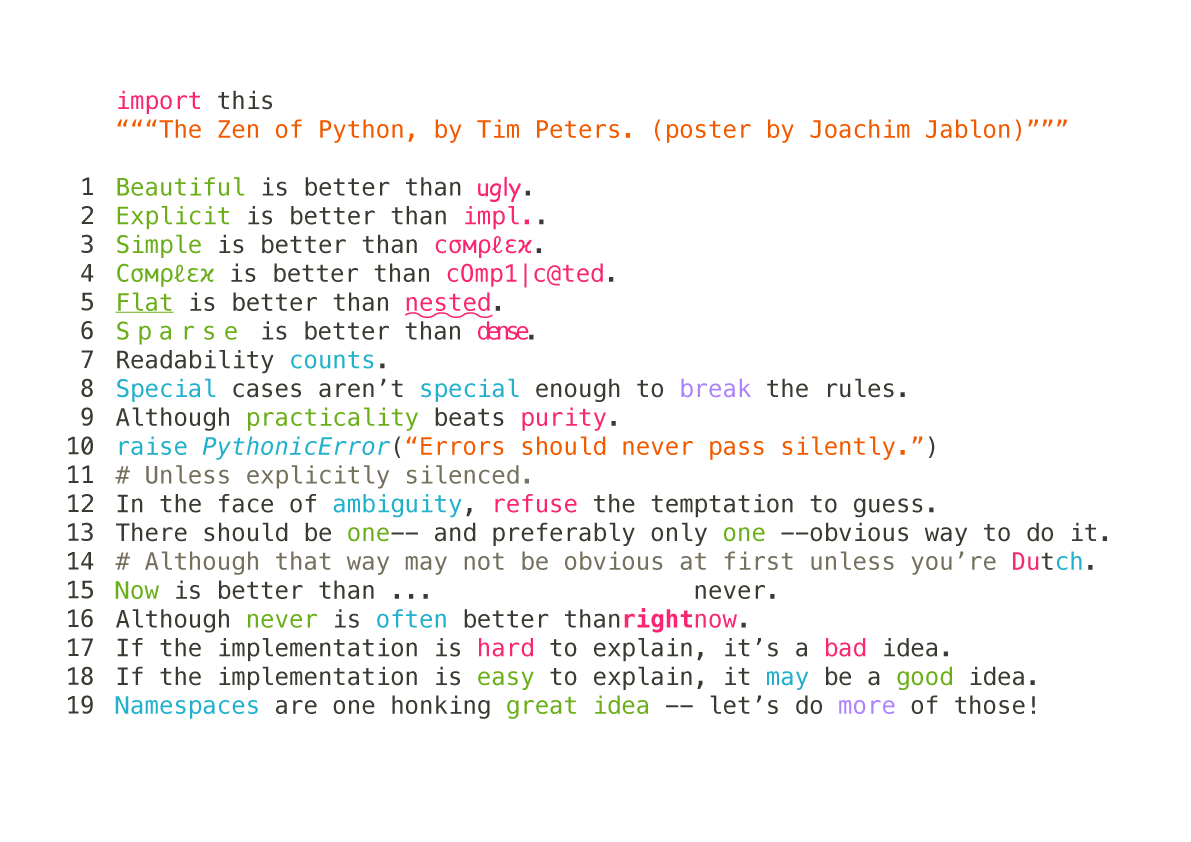 import this
“““The Zen of Python, by Tim Peters. (poster by Joachim Jablon)”””
1 Beautiful is better than ugly.
2 Explicit is better than impl..
3 Simple is better than cσмρℓεϰ.
4 Cσмρℓεϰ is better than cOmp1|c@ted.
5 Flat is better than nested.
6 S p a r s e is better than dense.
7 Readability counts.
8 Special cases aren’t special enough to break the rules.
9 Although practicality beats purity.
10 raise PythonicError(“Errors should never pass silently.”)
11 # Unless explicitly silenced.
12 In the face of ambiguity, refuse the temptation to guess.
13 There should be one-- and preferably only one --obvious way to do it.
14 # Although that way may not be obvious at first unless you’re Dutch.
15 Now is better than ... never.
16 Although never is often better thanrightnow.
17 If the implementation is hard to explain, it’s a bad idea.
18 If the implementation is easy to explain, it may be a good idea.
19 Namespaces are one honking great idea -- let’s do more of those!